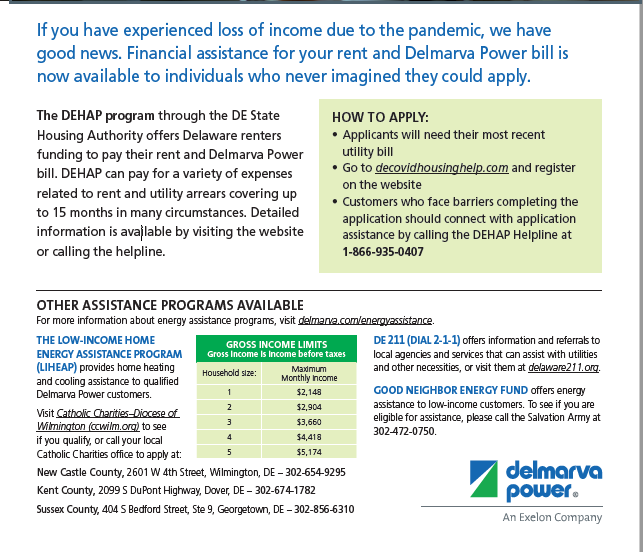 If you have experienced loss of income due to the pandemic, we have
good news. Financial assistance for your rent and Delmarva Power bill is
now available to individuals who never imagined they could apply.
The DEHAP program through the DE State
Housing Authority offers Delaware renters
funding to pay their rent and Delmarva Power
bill. DEHAP can pay for a variety of expenses
related to rent and utility arrears covering up
to 15 months in many circumstances. Detailed
information is available by visiting the website
or calling the helpline.
HOW TO APPLY:
• Applicants will need their most recent
utility bill
• Go to decovidhousinghelp.com and register
on the website
• Customers who face barriers completing the
application should connect with application
assistance by calling the DEHAP Helpline at
1-866-935-0407
OTHER ASSISTANCE PROGRAMS AVAILABLE
For more information about energy assistance programs, visit delmarva.com/energyassistance.
THE LOW-INCOME HOME
ENERGY ASSISTANCE PROGRAM
(LIHEAP) provides home heating
and cooling assistance to qualified
Delmarva Power customers.
Visit Catholic Charities–Diocese of
Wilmington (ccwilm.org) to see
if you qualify, or call your local
Catholic Charities office to apply at:
GROSS INCOME LIMITS
Gross Income is Income before taxes
Household size: Maximum
Monthly Income
1 $2,148
2 $2,904
3 $3,660
4 $4,418
5 $5,174
DE 211 (DIAL 2-1-1) offers information and referrals to
local agencies and services that can assist with utilities
and other necessities, or visit them at delaware211.org.
GOOD NEIGHBOR ENERGY FUND offers energy
assistance to low-income customers. To see if you are
eligible for assistance, please call the Salvation Army at
302-472-0750.
New Castle County, 2601 W 4th Street, Wilmington, DE – 302-654-9295
Kent County, 2099 S DuPont Highway, Dover, DE – 302-674-1782
Sussex County, 404 S Bedford Street, Ste 9, Georgetown, DE – 302-856-6310
delmarva
power®
An Exelon Company